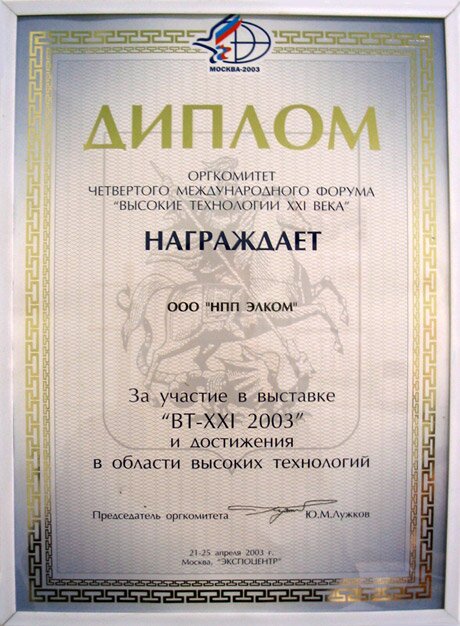 МОСКВА-2003
ДИПЛОМ
ОРГКОМИТЕТ
ЧЕТВЕРТОГО МЕЖДУНАРОДНОГО ФОРУМА
"ВЫСОКИЕ ТЕХНОЛОГИИ XXI ВЕКА"
НАГРАЖДАЕТ
ООО "НПП ЭЛКОМ"
За участие в выставке
"ВТ-XXI 2003"
и достижения
в области высоких технологий
Председатель оргкомитета Ю.М.Лужков
21-25 апреля 2003 г.
Москва, "ЭКСПОЦЕНТР"